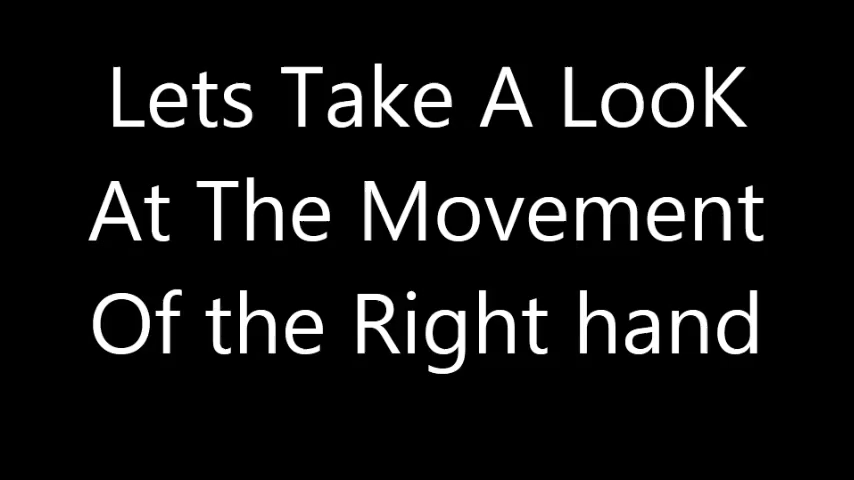 Lets Take A LooK
At The Movement
Of the Right hand